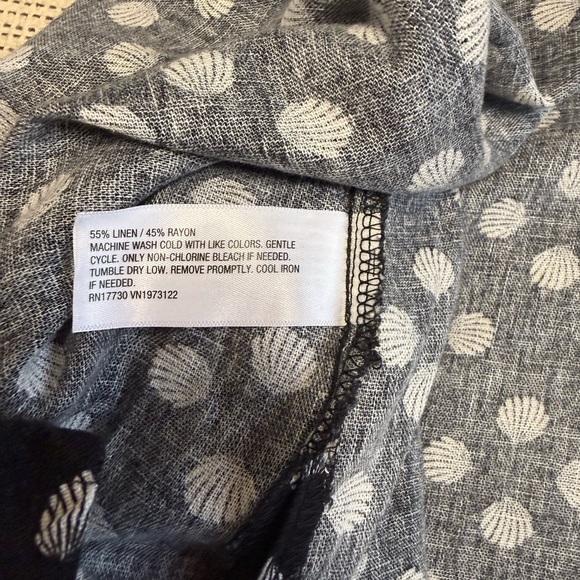 55% LINEN / 45% RAYON
MACHINE WASH COLD WITH LIKE COLORS. GENTLE
CYCLE. ONLY NON-CHLORINE BLEACH IF NEEDED.
TUMBLE DRY LOW. REMOVE PROMPTLY. COOL IRON
IF NEEDED.
RN17730 VN1973122